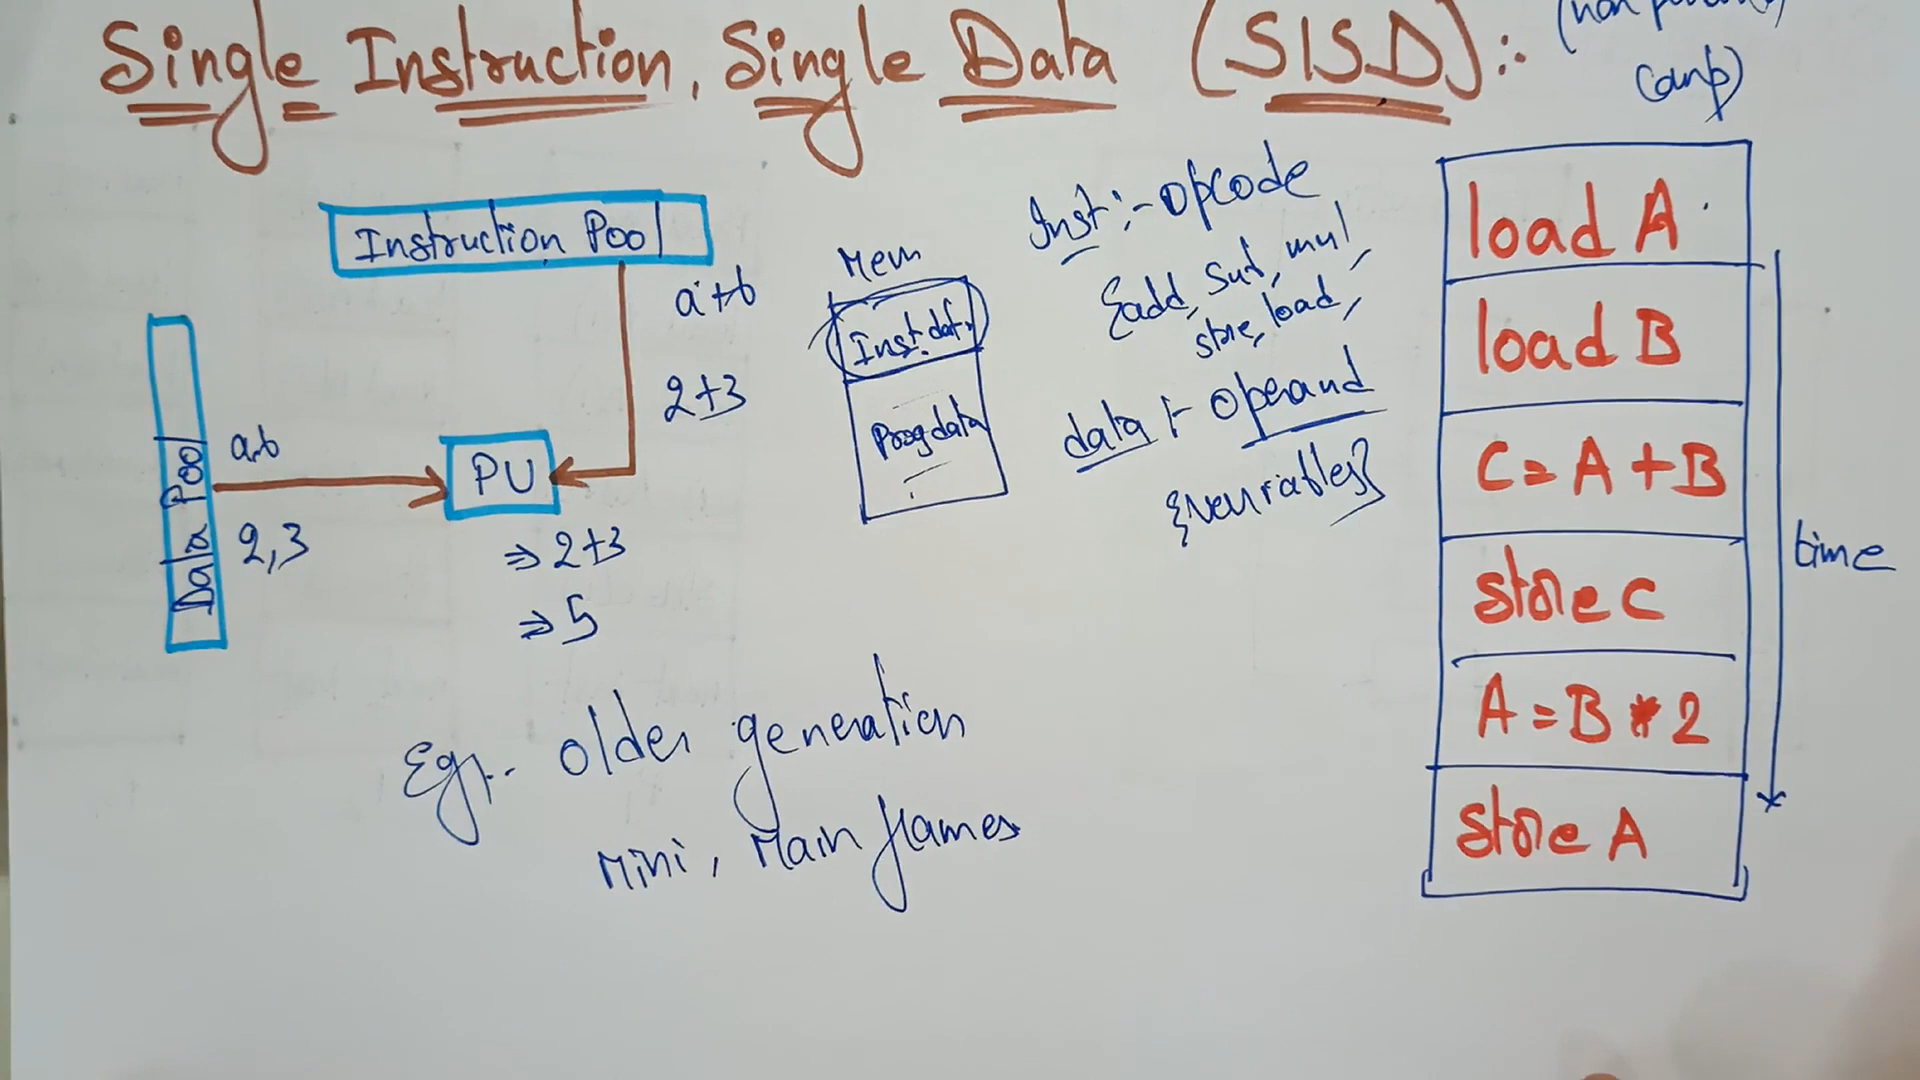 Single Instruction, Single Data (SISD):-
(non
comp)
Instruction Pool
a+b
2+3
Data Pool
a,b
2,3
PU
⇒ 2+3
⇒ 5
Mem
Inst. data
Prog data
Inst :- opcode
{add, sub, mul,
store, load,
data :- operand
{variables}
load A
load B
C = A + B
store C
A = B * 2
store A
time
Eg:- older generation
Mini, Main frames